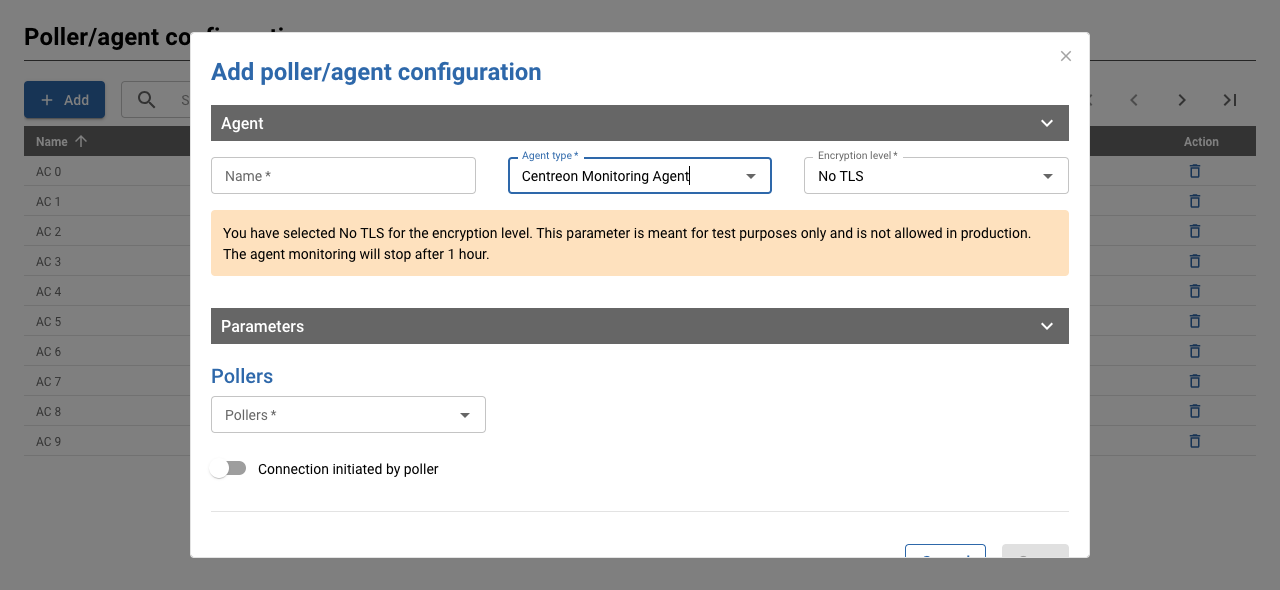 Poller/agent
Add poller/agent configuration
Add
Agent
Name *
Agent type *
Centreon Monitoring Agent
Encryption level *
No TLS
You have selected No TLS for the encryption level. This parameter is meant for test purposes only and is not allowed in production.
The agent monitoring will stop after 1 hour.
Parameters
Pollers
Pollers *
Connection initiated by poller
Name
Action
AC 0
AC 1
AC 2
AC 3
AC 4
AC 5
AC 6
AC 7
AC 8
AC 9